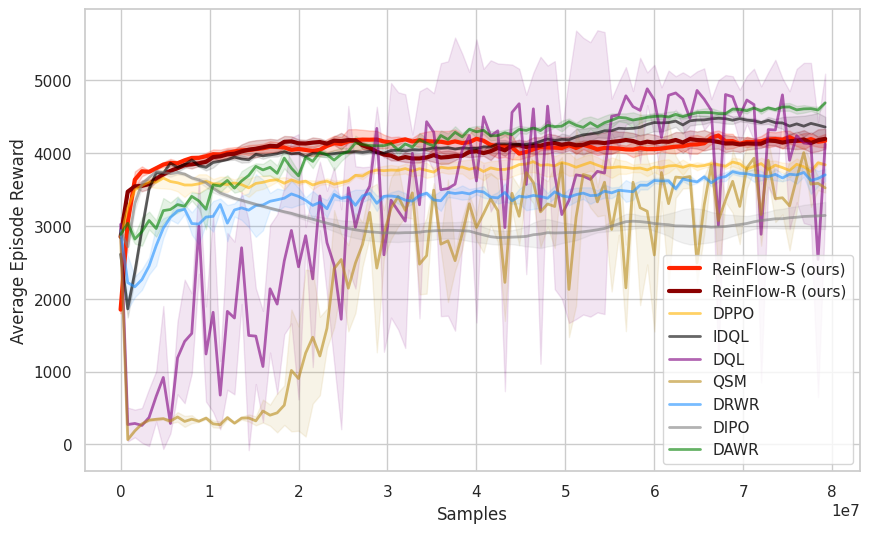 Average Episode Reward
5000
4000
3000
2000
1000
0
ReinFlow-S (ours)
ReinFlow-R (ours)
DPPO
IDQL
DQL
QSM
DRWR
DIPO
DAWR
0 1 2 3 4 5 6 7 8
1e7
Samples